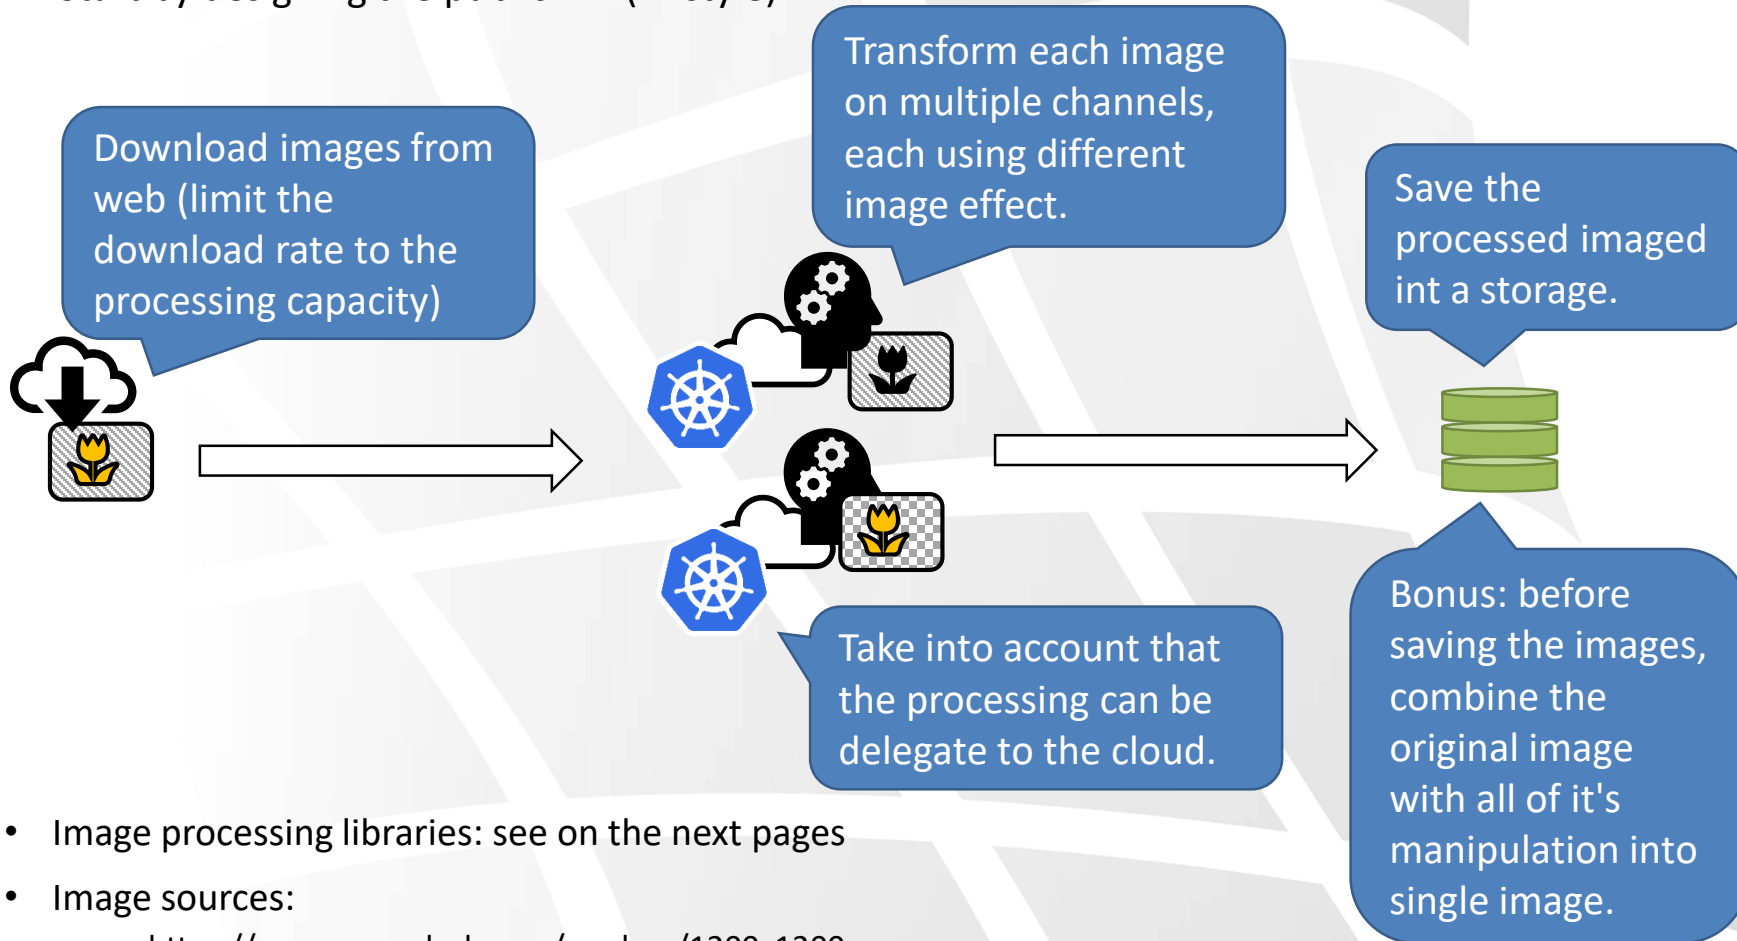 Transform each image
on multiple channels,
each using different
image effect.
Download images from
web (limit the
download rate to the
processing capacity)
Save the
processed imaged
int a storage.
Take into account that
the processing can be
delegate to the cloud.
Bonus: before
saving the images,
combine the
original image
with all of it's
manipulation into
single image.
• Image processing libraries: see on the next pages
• Image sources: